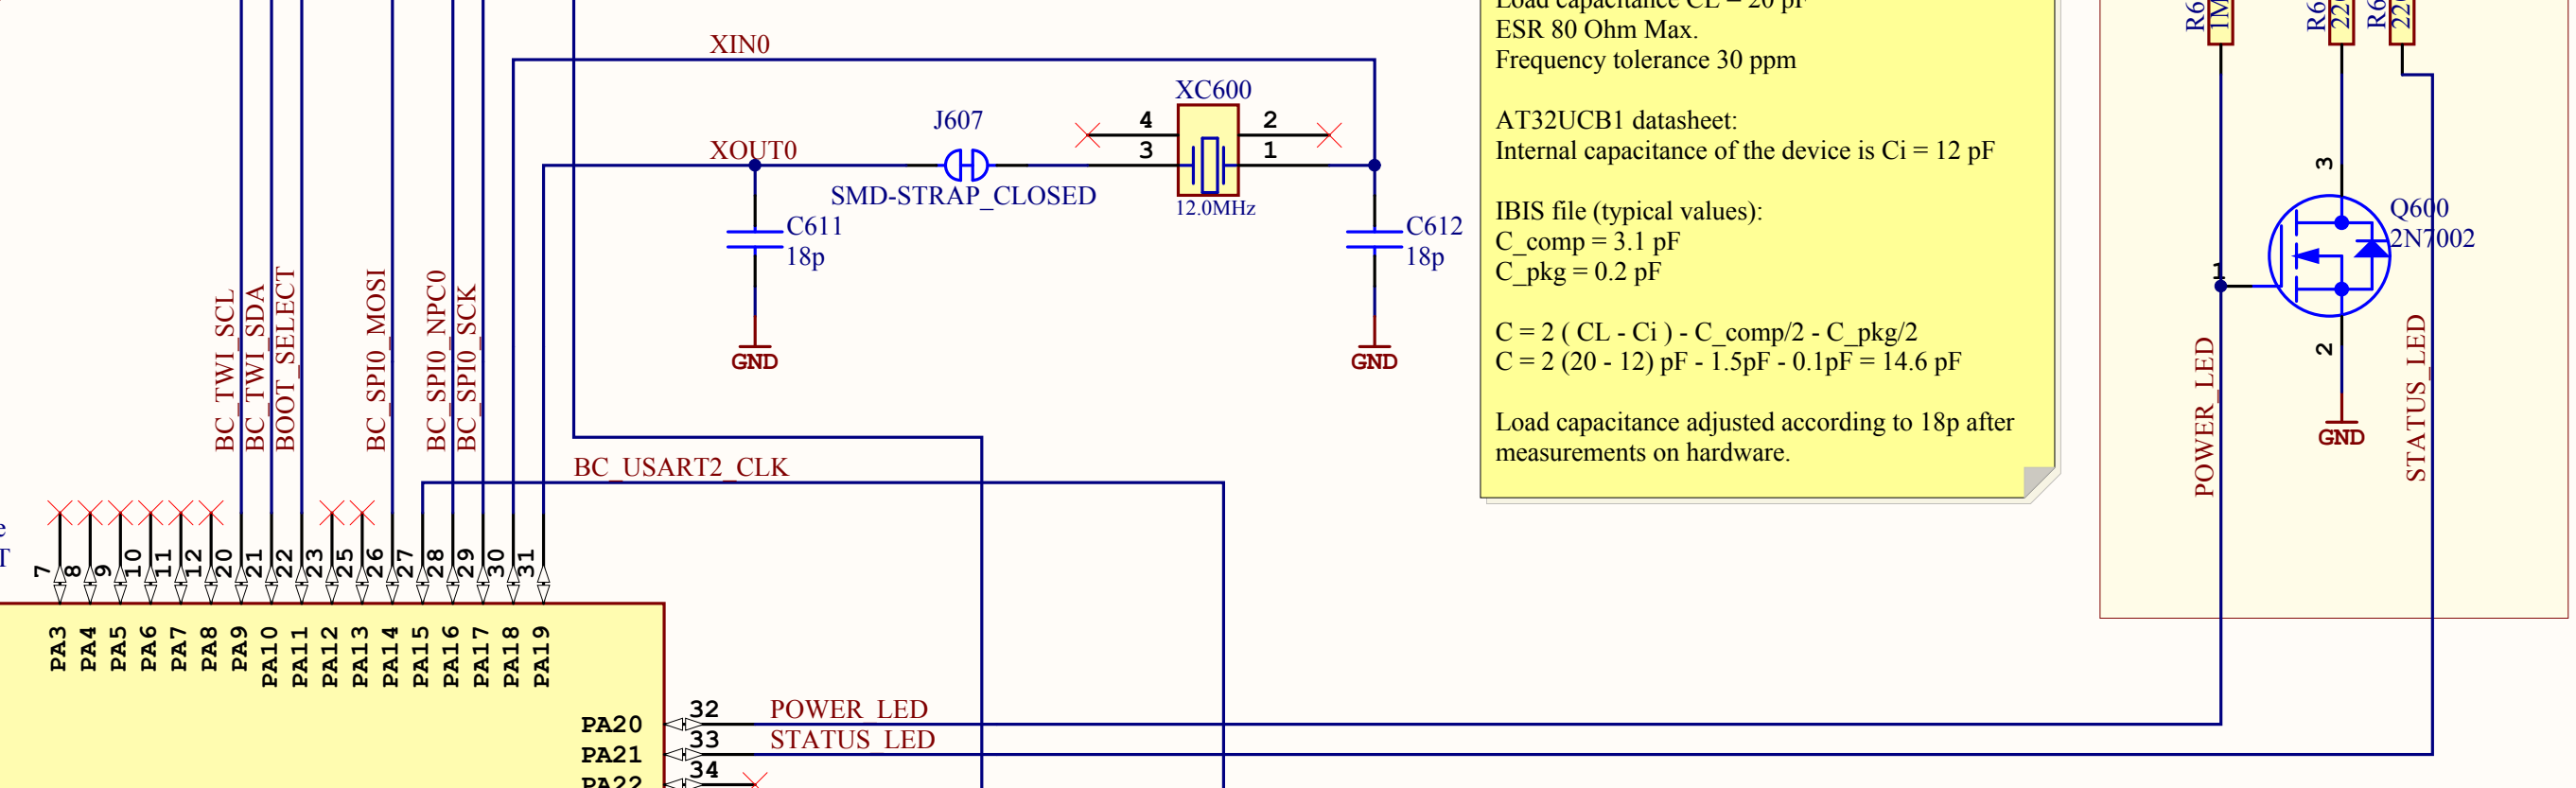 XIN0
XC600
4
2
3
1
12.0MHz
J607
XOUT0
SMD-STRAP_CLOSED
C611
18p
GND
C612
18p
GND
Load capacitance CL = 20 pF
ESR 80 Ohm Max.
Frequency tolerance 30 ppm
AT32UCB1 datasheet:
Internal capacitance of the device is Ci = 12 pF
IBIS file (typical values):
C_comp = 3.1 pF
C_pkg = 0.2 pF
C = 2 ( CL - Ci ) - C_comp/2 - C_pkg/2
C = 2 (20 - 12) pF - 1.5pF - 0.1pF = 14.6 pF
Load capacitance adjusted according to 18p after
measurements on hardware.
R6
1M
R6
22
R6
22
3
Q600
2N7002
1
2
GND
POWER_LED
STATUS_LED
BC_TWI_SCL
BC_TWI_SDA
BOOT_SELECT
BC_SPI0_MOSI
BC_SPI0_NPC0
BC_SPI0_SCK
BC_USART2_CLK
e
T
7
8
9
10
11
12
20
21
22
23
25
26
27
28
29
30
31
PA3
PA4
PA5
PA6
PA7
PA8
PA9
PA10
PA11
PA12
PA13
PA14
PA15
PA16
PA17
PA18
PA19
PA20
32
POWER_LED
PA21
33
STATUS_LED
PA22
34